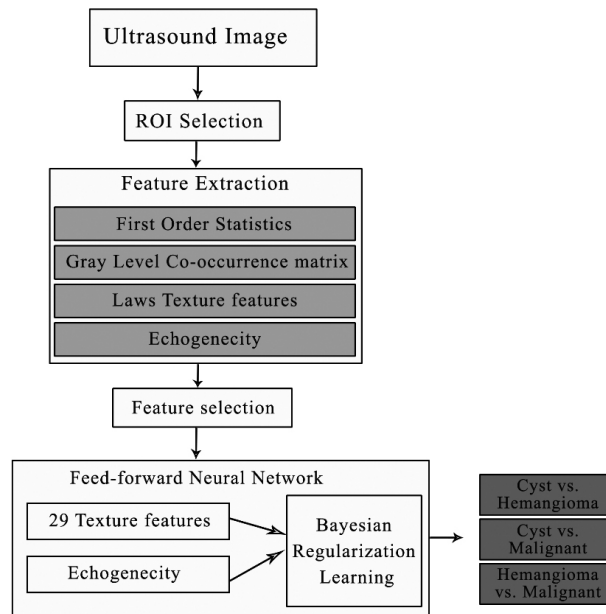 Ultrasound Image
ROI Selection
Feature Extraction
First Order Statistics
Gray Level Co-occurrence matrix
Laws Texture features
Echogenecity
Feature selection
Feed-forward Neural Network
29 Texture features
Echogenecity
Bayesian
Regularization
Learning
Cyst vs.
Hemangioma
Cyst vs.
Malignant
Hemangioma
vs. Malignant